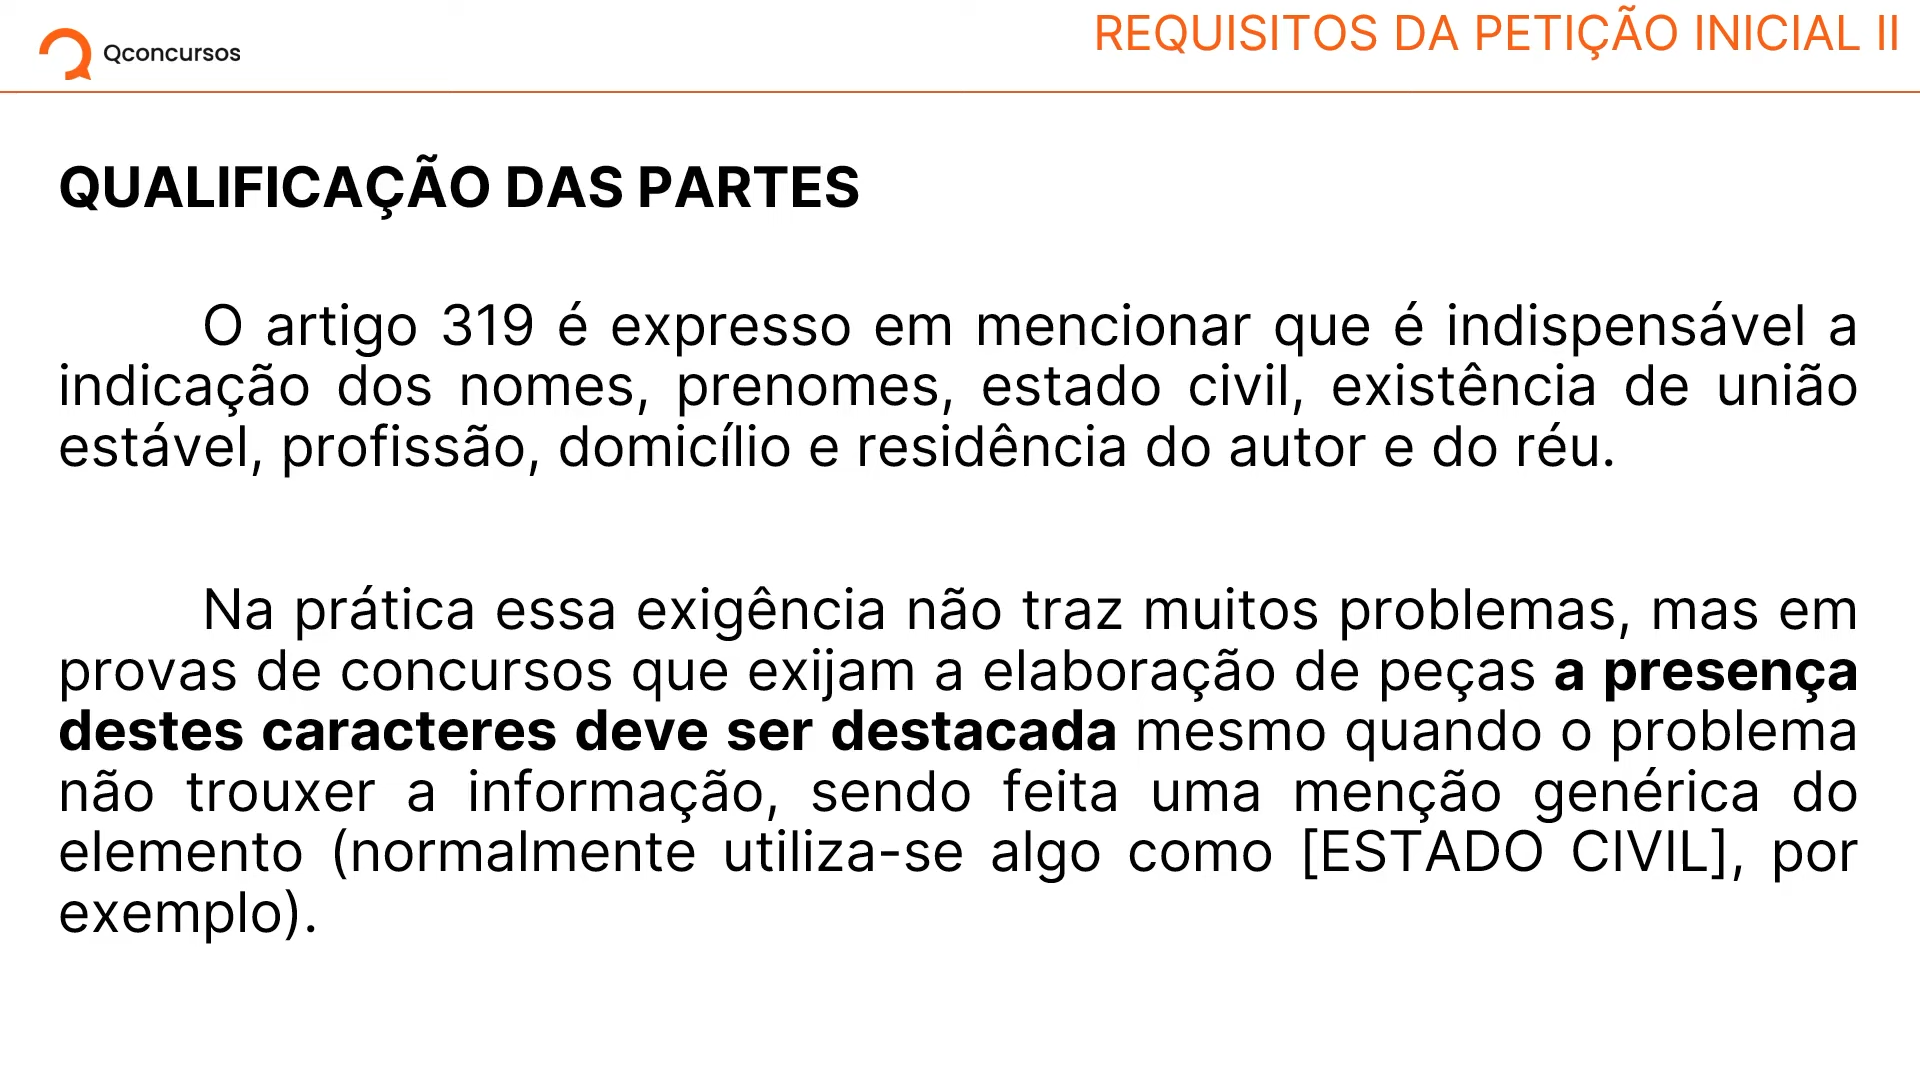 Qconcursos
REQUISITOS DA PETIÇÃO INICIAL II
QUALIFICAÇÃO DAS PARTES
O artigo 319 é expresso em mencionar que é indispensável a
indicação dos nomes, prenomes, estado civil, existência de união
estável, profissão, domicílio e residência do autor e do réu.
Na prática essa exigência não traz muitos problemas, mas em
provas de concursos que exijam a elaboração de peças a presença
destes caracteres deve ser destacada mesmo quando o problema
não trouxer a informação, sendo feita uma menção genérica do
elemento (normalmente utiliza-se algo como [ESTADO CIVIL], por
exemplo).